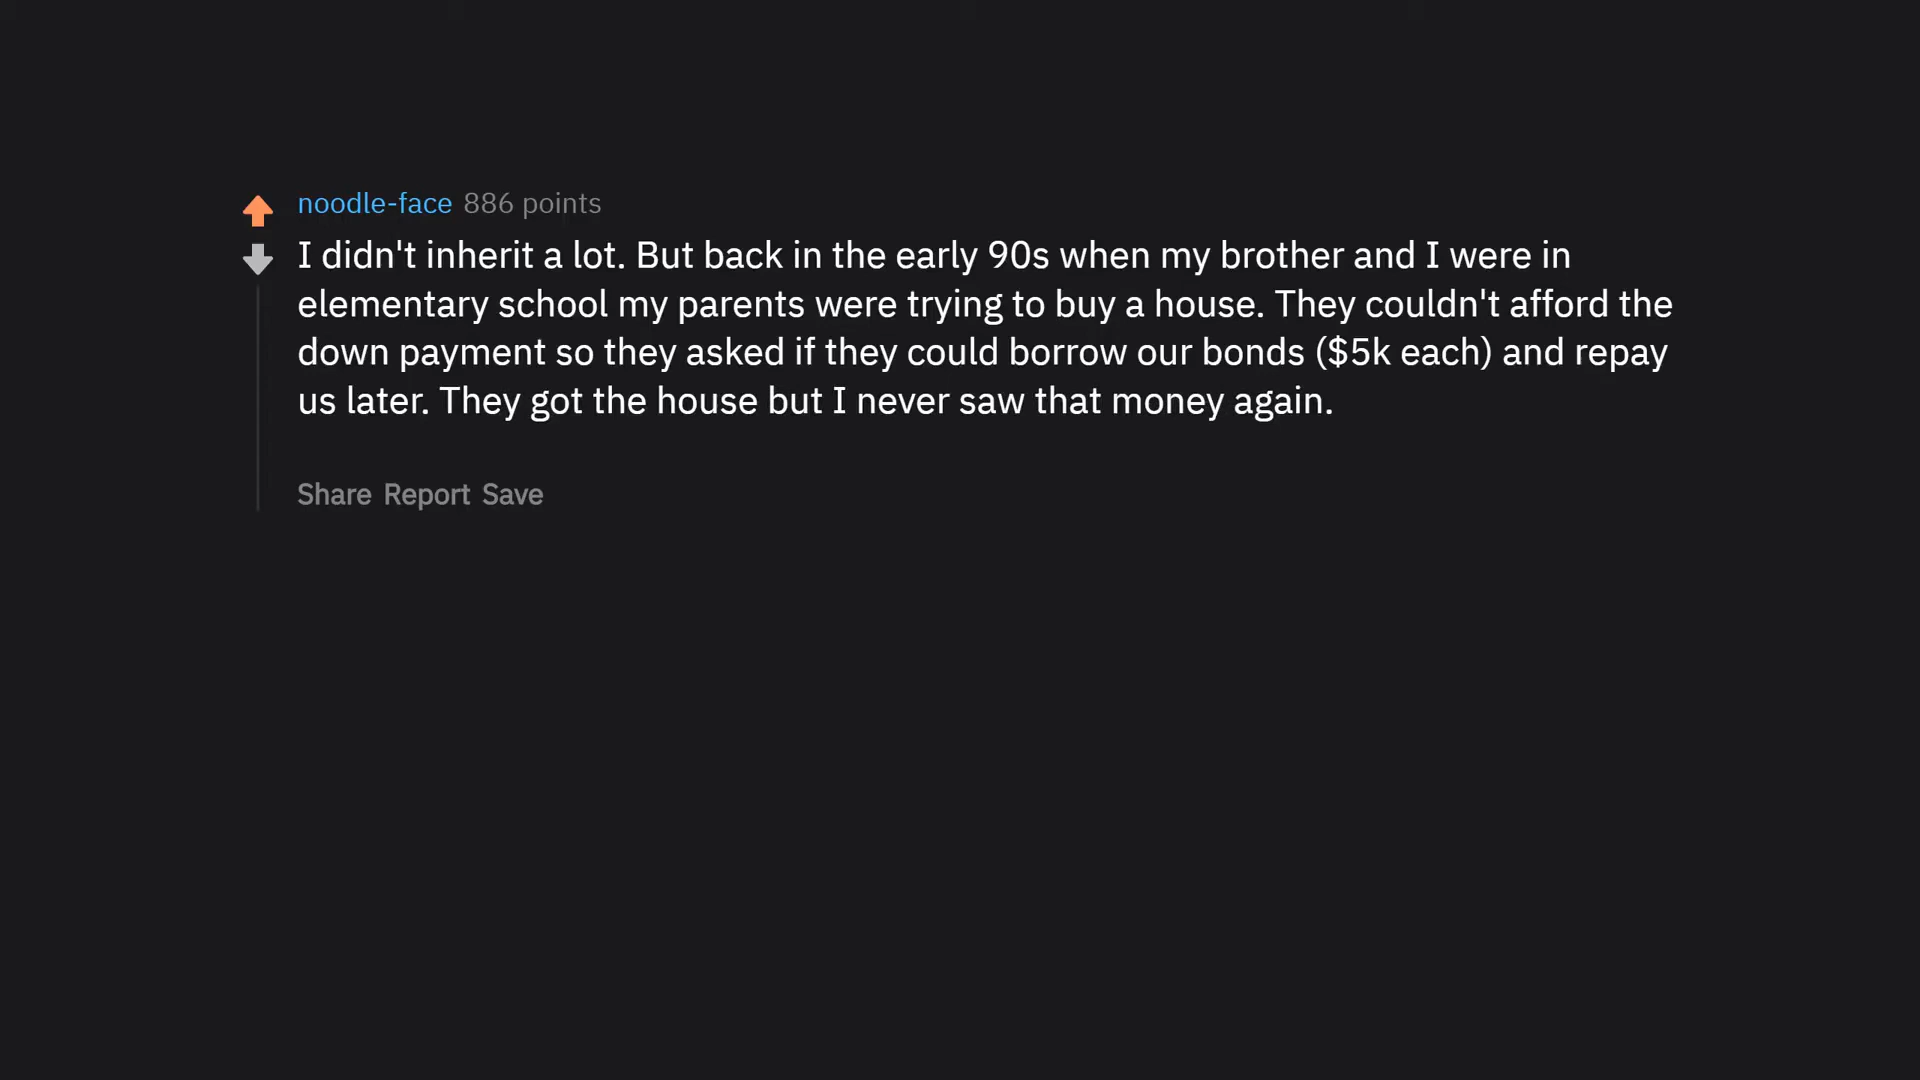 noodle-face 886 points
I didn't inherit a lot. But back in the early 90s when my brother and I were in
elementary school my parents were trying to buy a house. They couldn't afford the
down payment so they asked if they could borrow our bonds ($5k each) and repay
us later. They got the house but I never saw that money again.
Share Report Save